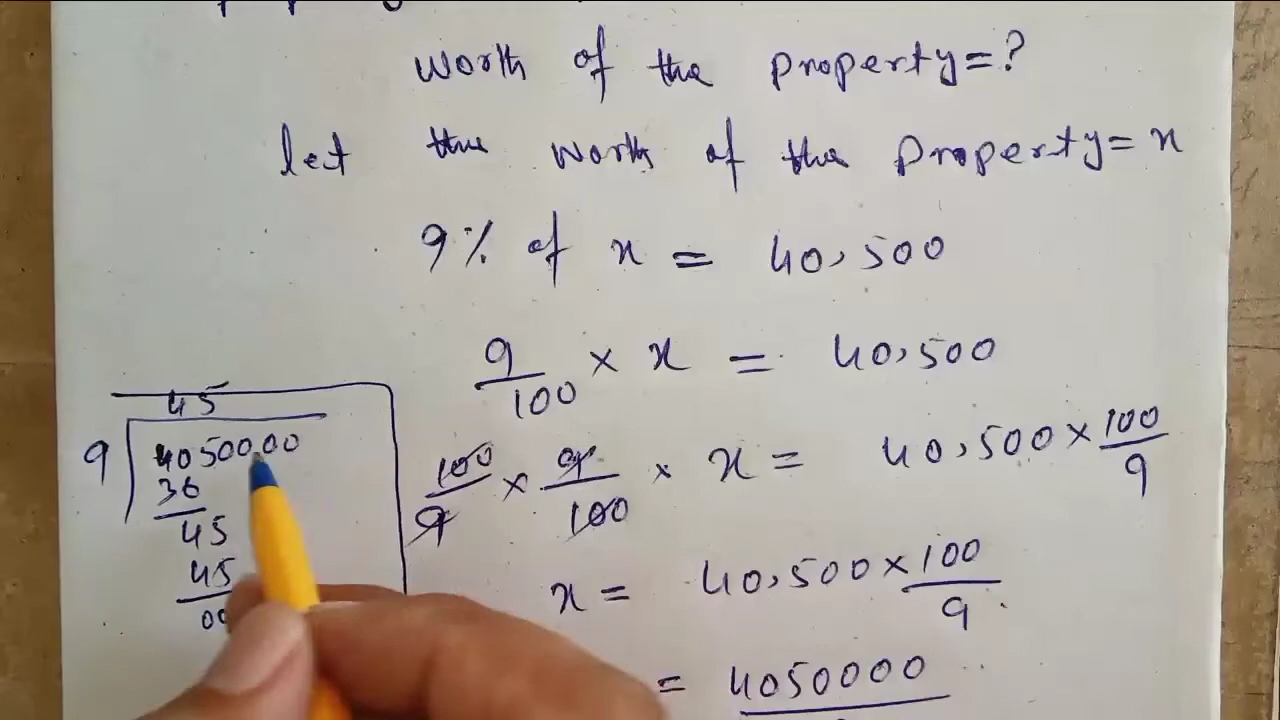 worth of the property=?
let the worth of the property= x
9% of x = 40,500
9/100 × x = 40,500
100/9 × 9/100 × x = 40,500 × 100/9
x = 40,500 × 100/9
= 4050000
45
9 4050000
36
45
45
00